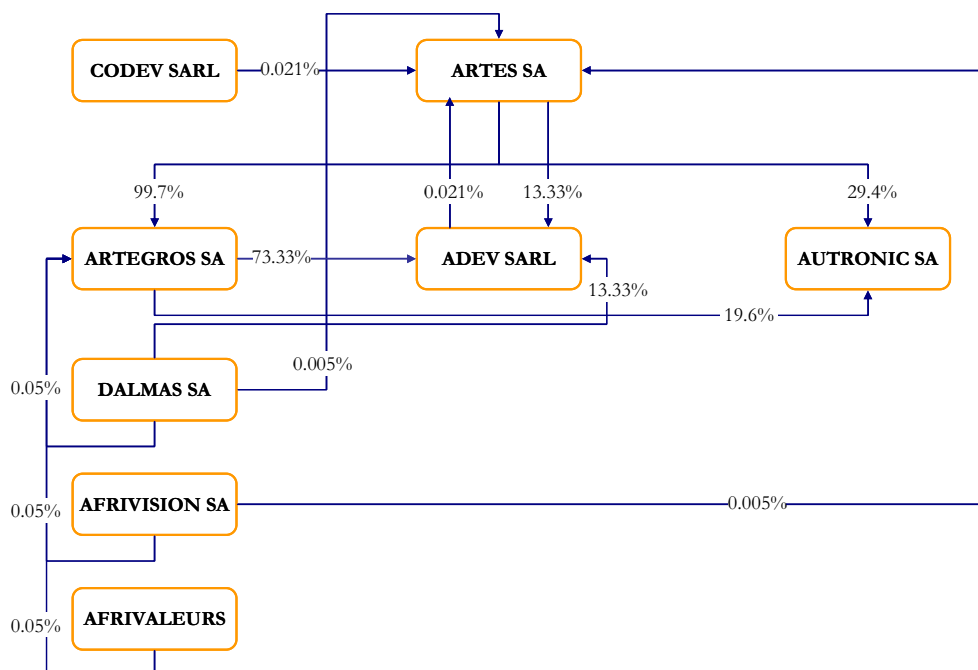 CODEV SARL
0.021%
ARTES SA
99.7%
0.021%
13.33%
29.4%
ARTEGROS SA
73.33%
ADEV SARL
AUTRONIC SA
13.33%
19.6%
0.005%
0.05%
DALMAS SA
0.05%
AFRIVISION SA
0.005%
0.05%
AFRIVALEURS